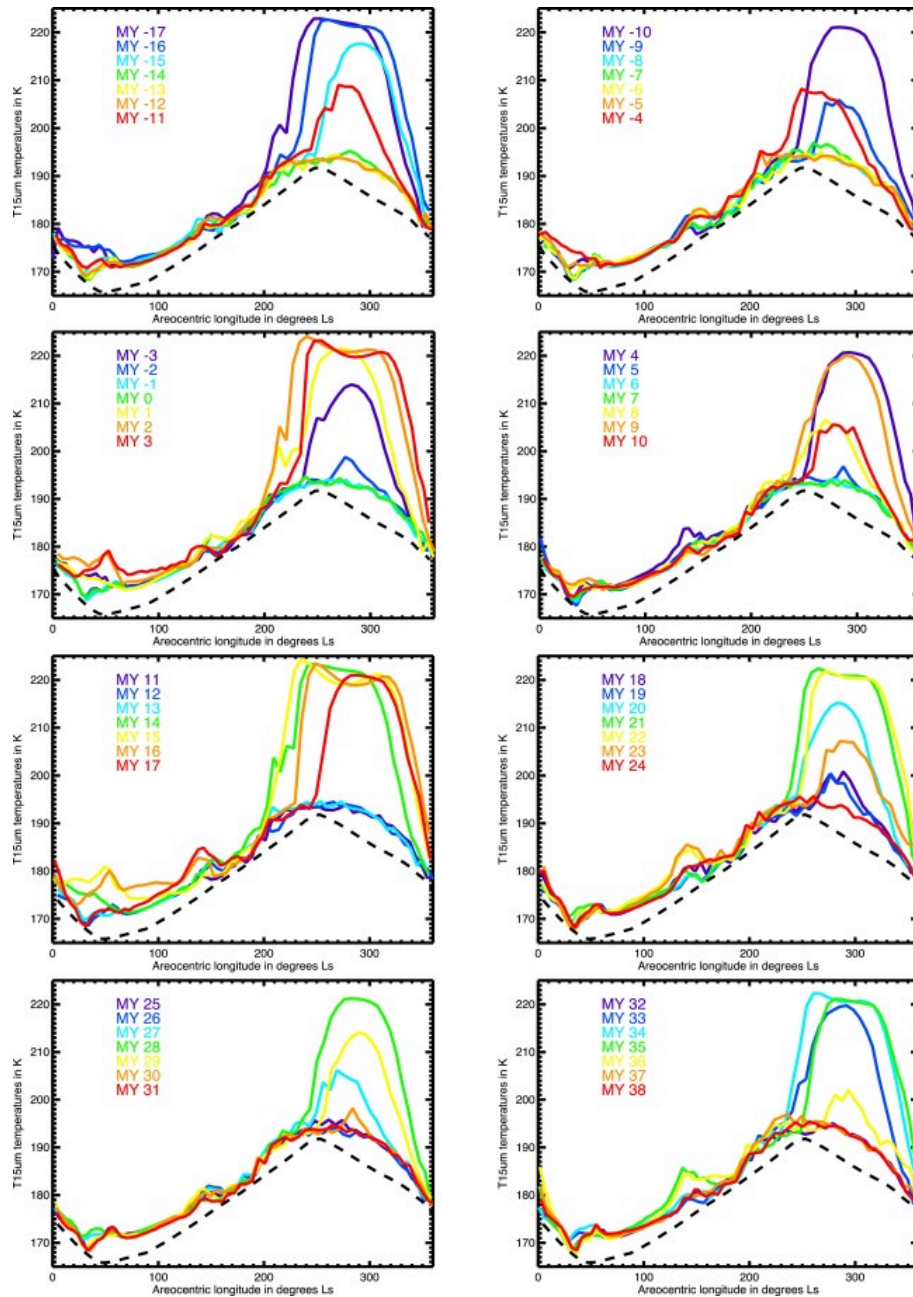 MY -17
MY -16
MY -15
MY -14
MY -13
MY -12
MY -11
T15um temperatures in K
220
210
200
190
180
170
0 100 200 300
Areocentric longitude in degrees Ls
MY -10
MY -9
MY -8
MY -7
MY -6
MY -5
MY -4
T15um temperatures in K
220
210
200
190
180
170
0 100 200 300
Areocentric longitude in degrees Ls
MY -3
MY -2
MY -1
MY 0
MY 1
MY 2
MY 3
T15um temperatures in K
220
210
200
190
180
170
0 100 200 300
Areocentric longitude in degrees Ls
MY 4
MY 5
MY 6
MY 7
MY 8
MY 9
MY 10
T15um temperatures in K
220
210
200
190
180
170
0 100 200 300
Areocentric longitude in degrees Ls
MY 11
MY 12
MY 13
MY 14
MY 15
MY 16
MY 17
T15um temperatures in K
220
210
200
190
180
170
0 100 200 300
Areocentric longitude in degrees Ls
MY 18
MY 19
MY 20
MY 21
MY 22
MY 23
MY 24
T15um temperatures in K
220
210
200
190
180
170
0 100 200 300
Areocentric longitude in degrees Ls
MY 25
MY 26
MY 27
MY 28
MY 29
MY 30
MY 31
T15um temperatures in K
220
210
200
190
180
170
0 100 200 300
Areocentric longitude in degrees Ls
MY 32
MY 33
MY 34
MY 35
MY 36
MY 37
MY 38
T15um temperatures in K
220
210
200
190
180
170
0 100 200 300
Areocentric longitude in degrees Ls